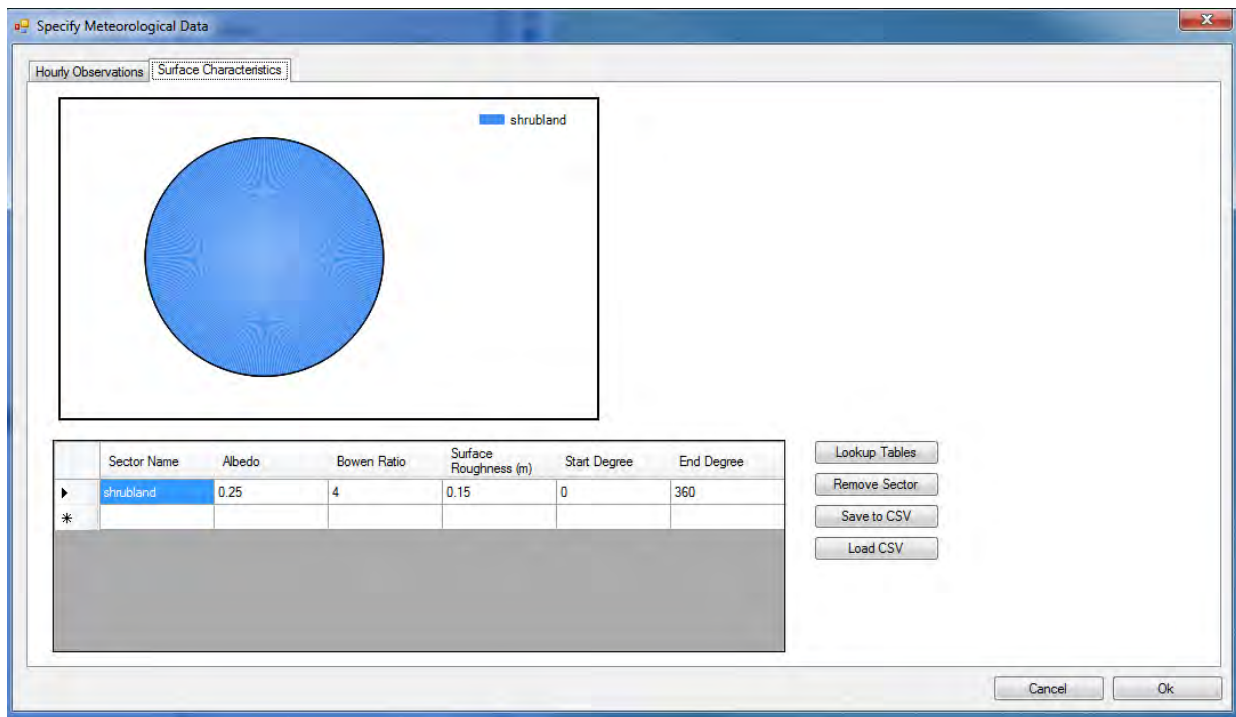 Specify Meteorological Data
Hourly Observations Surface Characteristics
shrubland
Sector Name Albedo Bowen Ratio Surface Roughness (m) Start Degree End Degree
shrubland 0.25 4 0.15 0 360
Lookup Tables
Remove Sector
Save to CSV
Load CSV
Cancel Ok